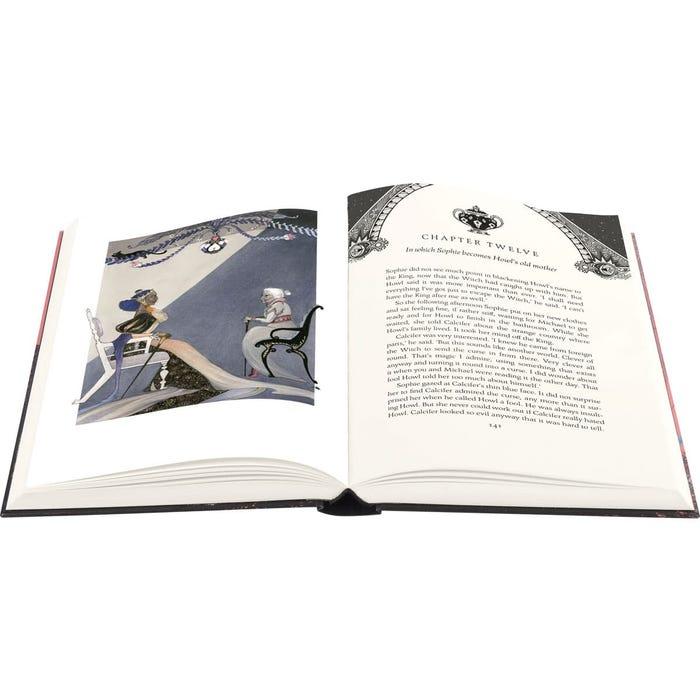 CHAPTER TWELVE
In which Sophie becomes Howl's old mother
Sophie did not see much point in blackening Howl's name to
the King, now that the Witch had caught up with him. But
Howl said it was more important than ever. 'I shall need
everything I've got just to escape the Witch,' he said. 'I can't
have the King after me as well.'
So the following afternoon Sophie put on her new clothes
and sat feeling fine, if rather stiff, waiting for Michael to get
ready and for Howl to finish in the bathroom. While she
waited, she told Calcifer about the strange country where
Howl's family lived. It took her mind off the King.
Calcifer was very interested. 'I knew he came from foreign
parts,' he said. 'But this sounds like another world. Clever of
the Witch to send the curse in from there. Very clever all
round. That's magic I admire, using something that exists
anyway and turning it round into a curse. I did wonder about
it when you and Michael were reading it the other day. That
fool Howl told her too much about himself.'
Sophie gazed at Calcifer's thin blue face. It did not surprise
her to find Calcifer admired the curse, any more than it sur-
prised her when he called Howl a fool. He was always insult-
ing Howl. But she never could work out if Calcifer really hated
Howl. Calcifer looked so evil anyway that it was hard to tell.
141